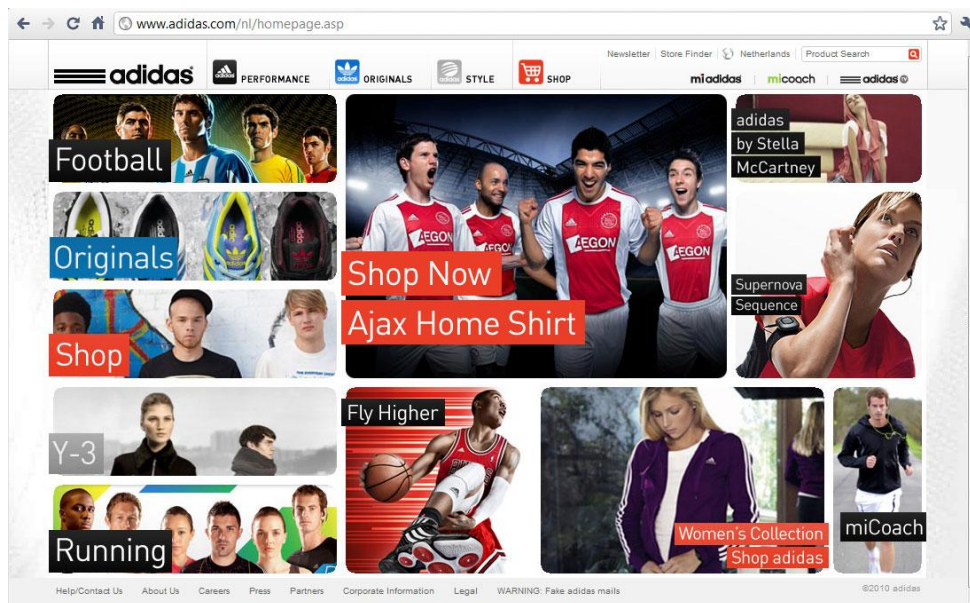 www.adidas.com/nl/homepage.asp
Newsletter Store Finder Netherlands Product Search
adidas PERFORMANCE ORIGINALS STYLE SHOP
miadidas micoach adidas
Football
Originals
Shop
Y-3
Running
AEGON AEGON AEGON
Shop Now
Ajax Home Shirt
Fly Higher
BULLS
adidas
by Stella
McCartney
Supernova
Sequence
Women's Collection
Shop adidas
miCoach
Help/Contact Us About Us Careers Press Partners Corporate Information Legal WARNING: Fake adidas mails
©2010 adidas